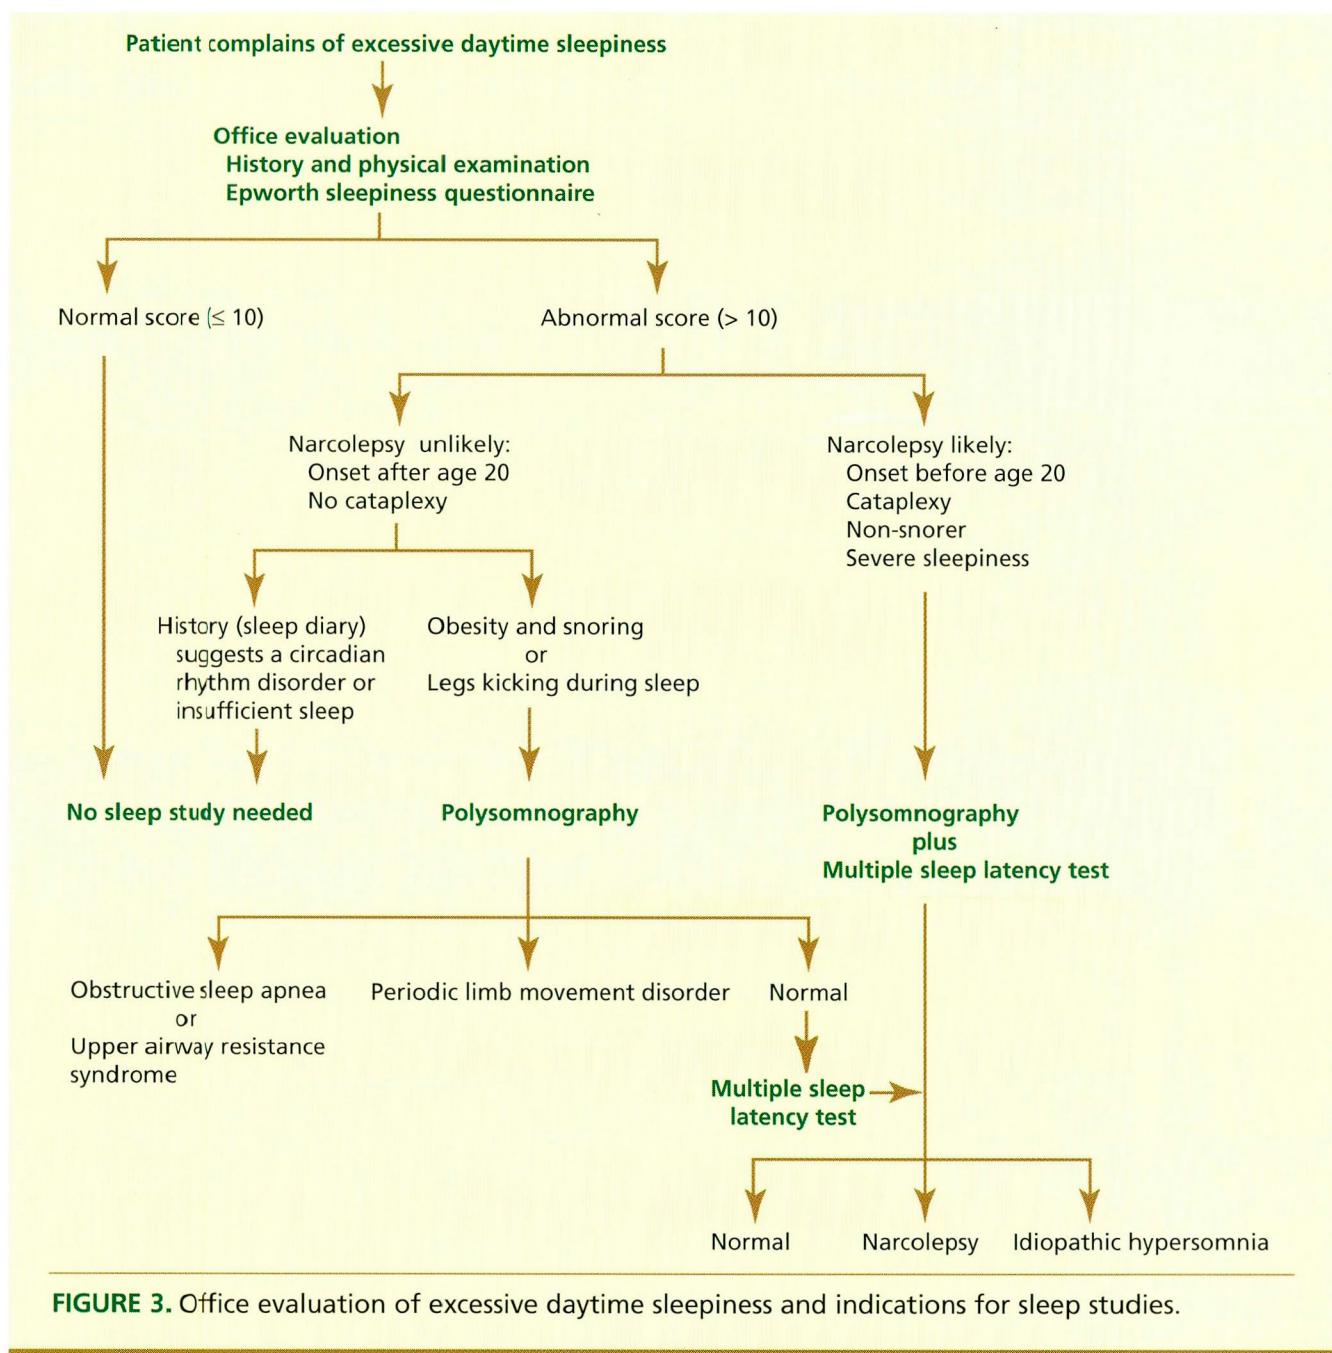 Patient complains of excessive daytime sleepiness
Office evaluation
History and physical examination
Epworth sleepiness questionnaire
Normal score (≤ 10)
Abnormal score (> 10)
Narcolepsy unlikely:
Onset after age 20
No cataplexy
Narcolepsy likely:
Onset before age 20
Cataplexy
Non-snorer
Severe sleepiness
History (sleep diary)
suggests a circadian
rhythm disorder or
insufficient sleep
Obesity and snoring
or
Legs kicking during sleep
No sleep study needed
Polysomnography
Polysomnography
plus
Multiple sleep latency test
Obstructive sleep apnea
or
Upper airway resistance
syndrome
Periodic limb movement disorder
Normal
Multiple sleep
latency test
Normal
Narcolepsy
Idiopathic hypersomnia
FIGURE 3. Office evaluation of excessive daytime sleepiness and indications for sleep studies.